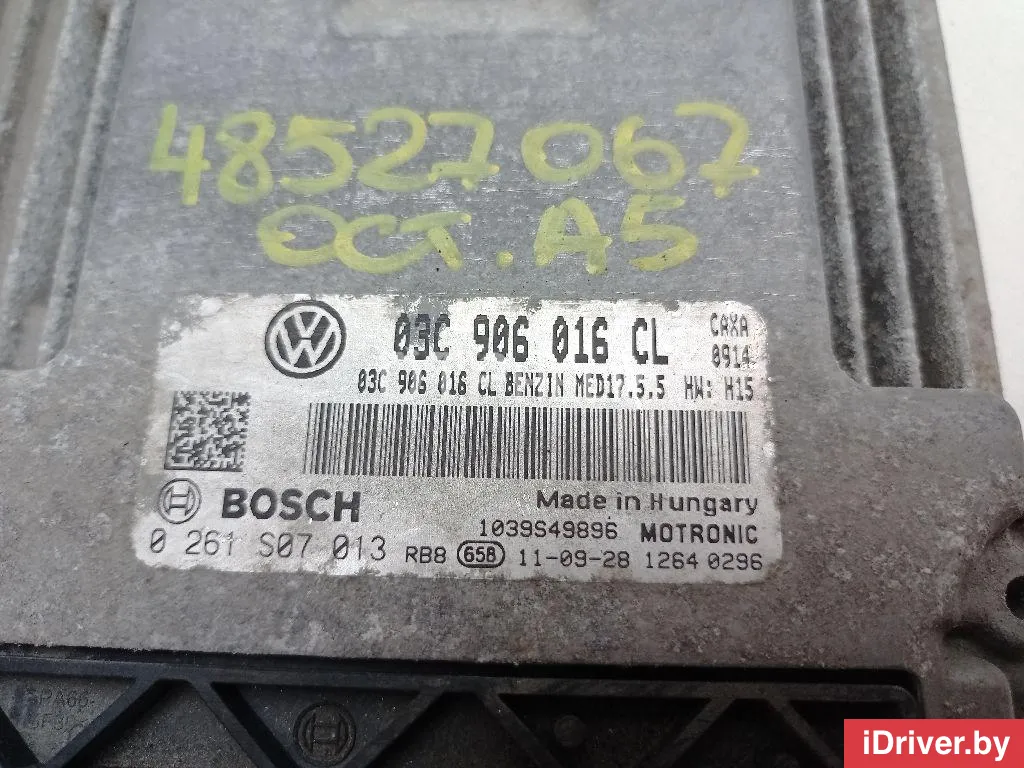 48527067
OCT. A5
03C 906 016 CL CAXA
0914
03C 906 016 CL BENZIN MED17.5.5 HW: H15
BOSCH Made in Hungary
1039S49896 MOTRONIC
0 261 S07 013 RB8 658 11-09-28 1264 0296
iDriver.by